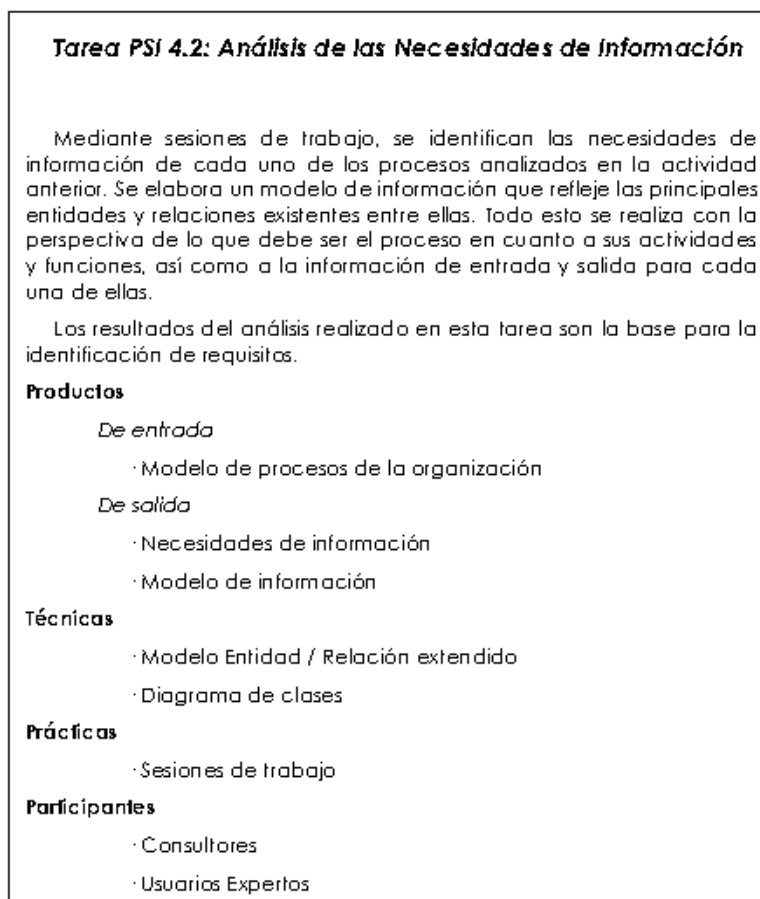 Tarea PSI 4.2: Análisis de las Necesidades de Información
Mediante sesiones de trabajo, se identifican las necesidades de
información de cada uno de los procesos analizados en la actividad
anterior. Se elabora un modelo de información que refleje las principales
entidades y relaciones existentes entre ellas. Todo esto se realiza con la
perspectiva de lo que debe ser el proceso en cuanto a sus actividades
y funciones, así como a la información de entrada y salida para cada
una de ellas.
Los resultados del análisis realizado en esta tarea son la base para la
identificación de requisitos.
Productos
De entrada
· Modelo de procesos de la organización
De salida
· Necesidades de información
· Modelo de información
Técnicas
· Modelo Entidad / Relación extendido
· Diagrama de clases
Prácticas
· Sesiones de trabajo
Participantes
· Consultores
· Usuarios Expertos